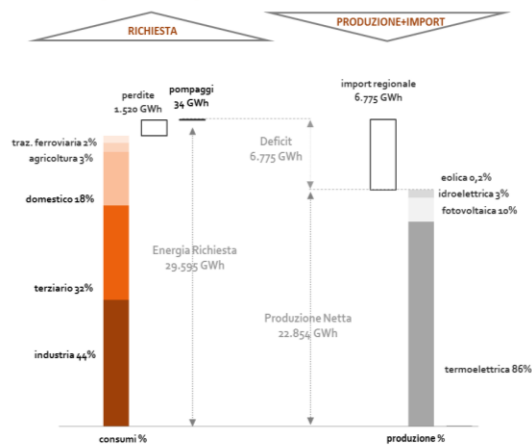 RICHIESTA
PRODUZIONE+IMPORT
perdite
1.520 GWh
pompaggi
34 GWh
import regionale
6.775 GWh
traz. ferroviaria 2%
agricoltura 3%
domestico 18%
terziario 32%
industria 44%
consumi %
Energia Richiesta
29.595 GWh
Deficit
6.775 GWh
Produzione Netta
22.854 GWh
eolica 0,2%
idroelettrica 3%
fotovoltaica 10%
termoelettrica 86%
produzione %